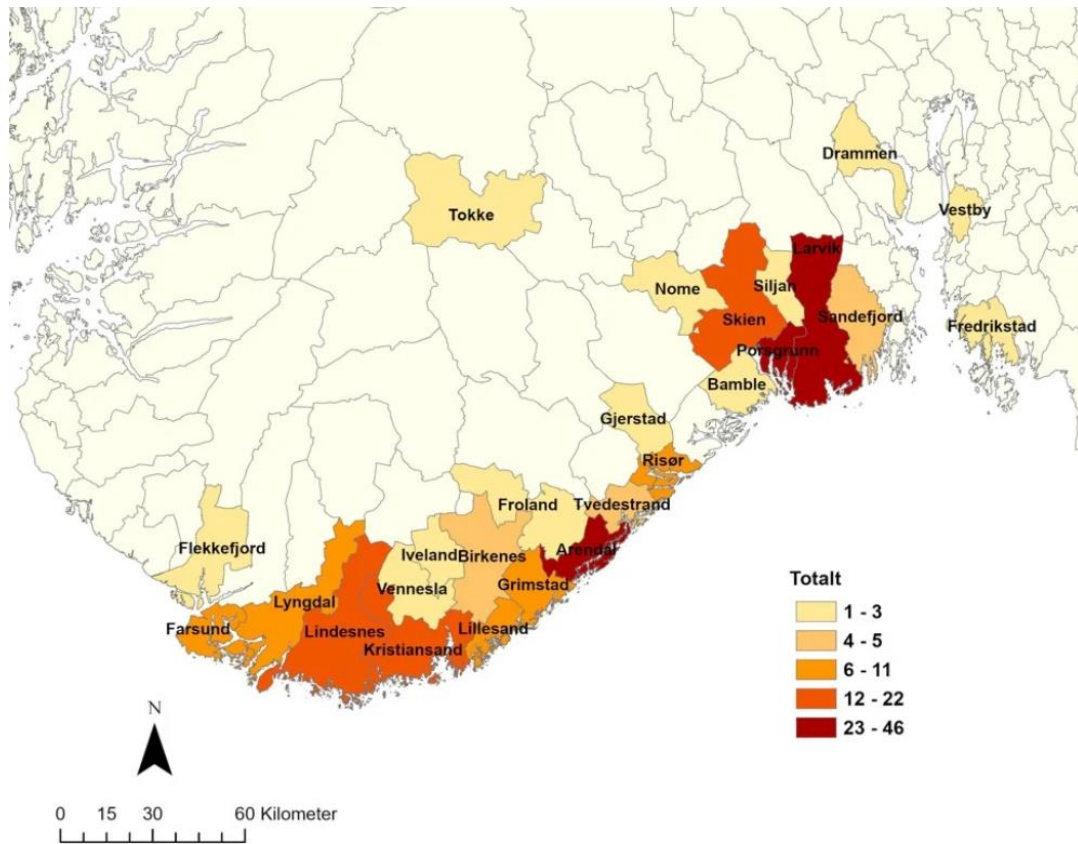 Drammen
Vestby
Tokke
Larvik
Nome
Siljan
Skien
Sandefjord
Fredrikstad
Porsgrunn
Bamble
Gjerstad
Risør
Froland
Tvedestrand
Flekkefjord
Iveland
Birkenes
Arendal
Vennesla
Grimstad
Lyngdal
Farsund
Lindesnes
Lillesand
Kristiansand
Totalt
1 - 3
4 - 5
6 - 11
12 - 22
23 - 46
N
0 15 30 60 Kilometer